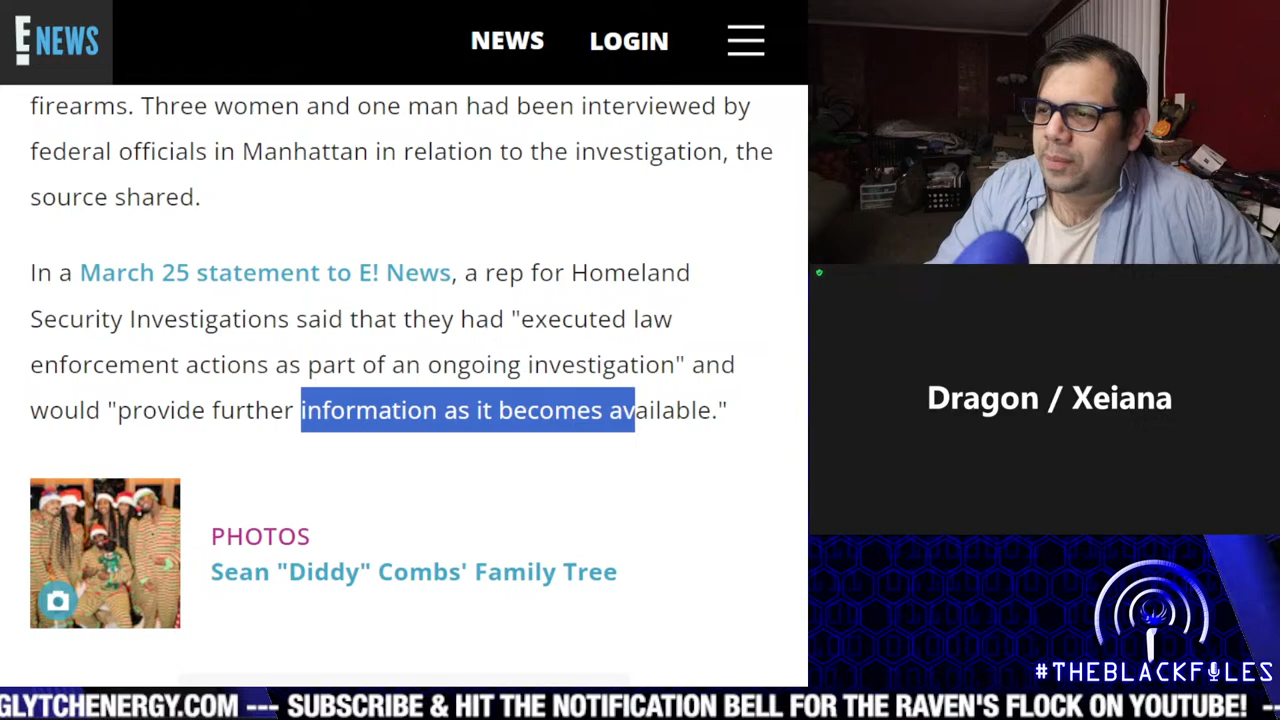 E! NEWS
NEWS
LOGIN
firearms. Three women and one man had been interviewed by
federal officials in Manhattan in relation to the investigation, the
source shared.
In a March 25 statement to E! News, a rep for Homeland
Security Investigations said that they had "executed law
enforcement actions as part of an ongoing investigation" and
would "provide further information as it becomes available."
PHOTOS
Sean "Diddy" Combs' Family Tree
Dragon / Xeiana
#THEBLACKFILES
GLYTCHENERGY.COM --- SUBSCRIBE & HIT THE NOTIFICATION BELL FOR THE RAVEN'S FLOCK ON YOUTUBE! --